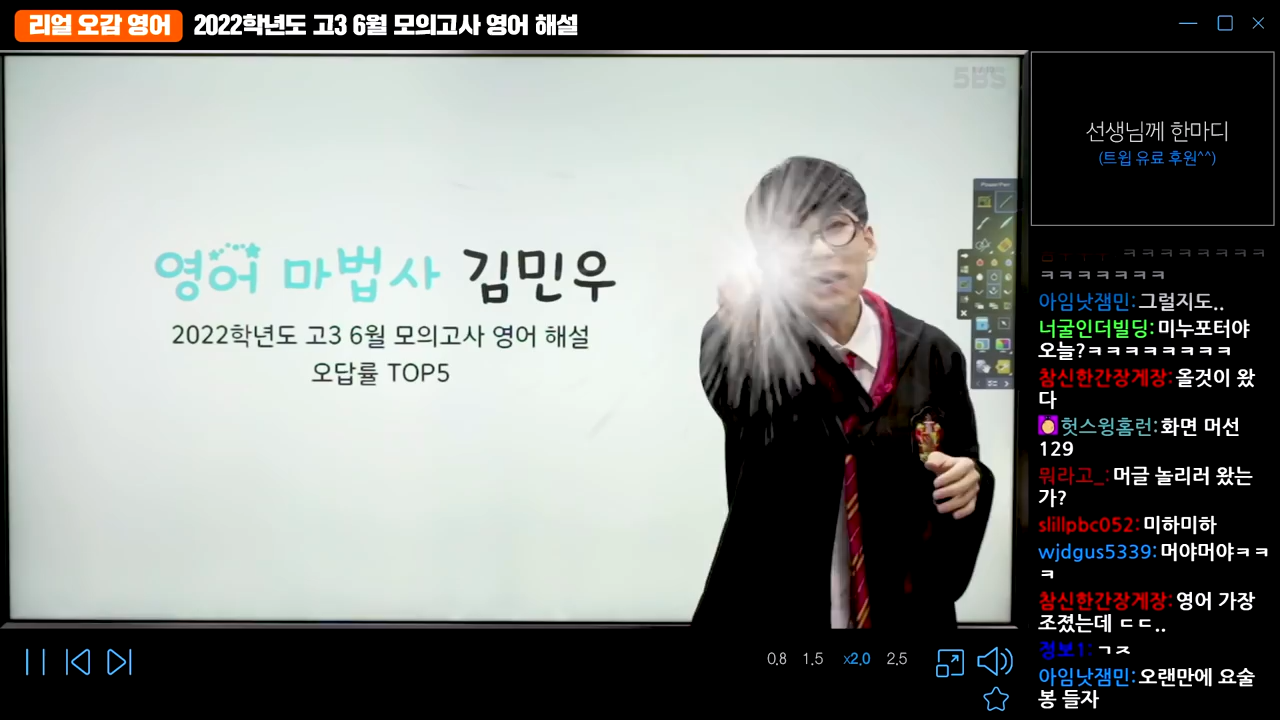 리얼 오감 영어 2022학년도 고3 6월 모의고사 영어 해설
5BS
영어 마법사 김민우
2022학년도 고3 6월 모의고사 영어 해설
오답률 TOP5
선생님께 한마디
(트윕 유료 후원^^)
ㅋㅋㅋㅋㅋㅋㅋㅋ
ㅋㅋㅋㅋㅋㅋㅋ
아임낫잼민: 그럴지도..
너굴인더빌딩: 미누포터야
오늘?ㅋㅋㅋㅋㅋㅋㅋㅋ
참신한간장게장: 올것이 왔
다
헛스윙홈런: 화면 머선
129
뭐라고_: 머글 놀리러 왔는
가?
slillpbc052: 미하미하
wjdgus5339: 머야머야ㅋㅋ
ㅋ
참신한간장게장: 영어 가장
조졌는데 ㄷㄷ..
정보1: ㄱㅈ
아임낫잼민: 오랜만에 요술
봉 들자
0.8 1.5 x2.0 2.5